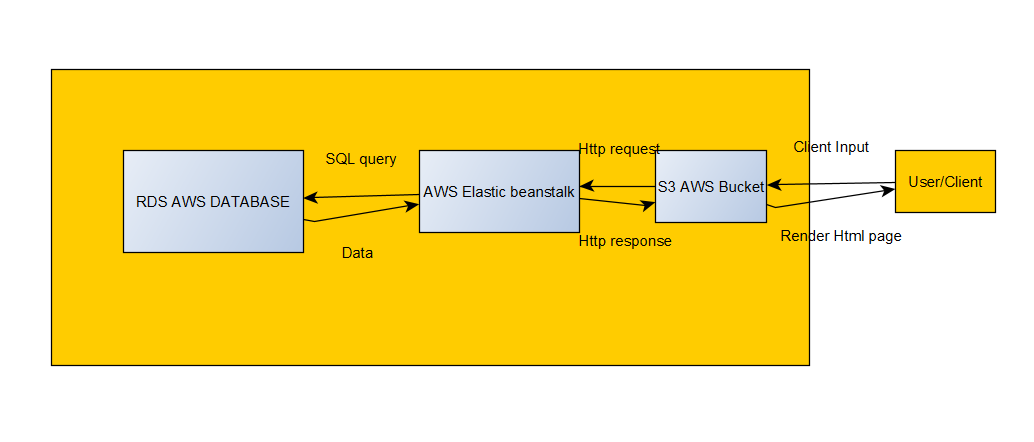 Client Input
Http request
SQL query
User/Client
S3 AWS Bucket
AWS Elastic beanstalk
RDS AWS DATABASE
Render Html page
Http response
Data